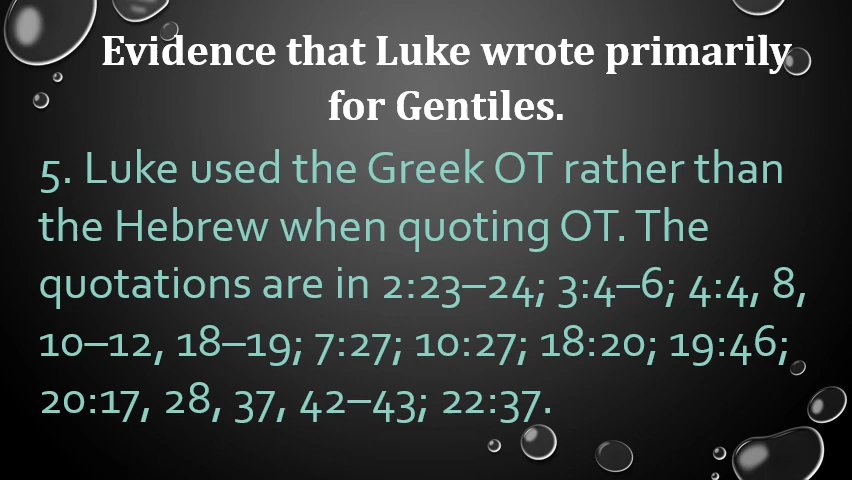 Evidence that Luke wrote primarily
for Gentiles.
5. Luke used the Greek OT rather than
the Hebrew when quoting OT. The
quotations are in 2:23–24; 3:4–6; 4:4, 8,
10–12, 18–19; 7:27; 10:27; 18:20; 19:46;
20:17, 28, 37, 42–43; 22:37.